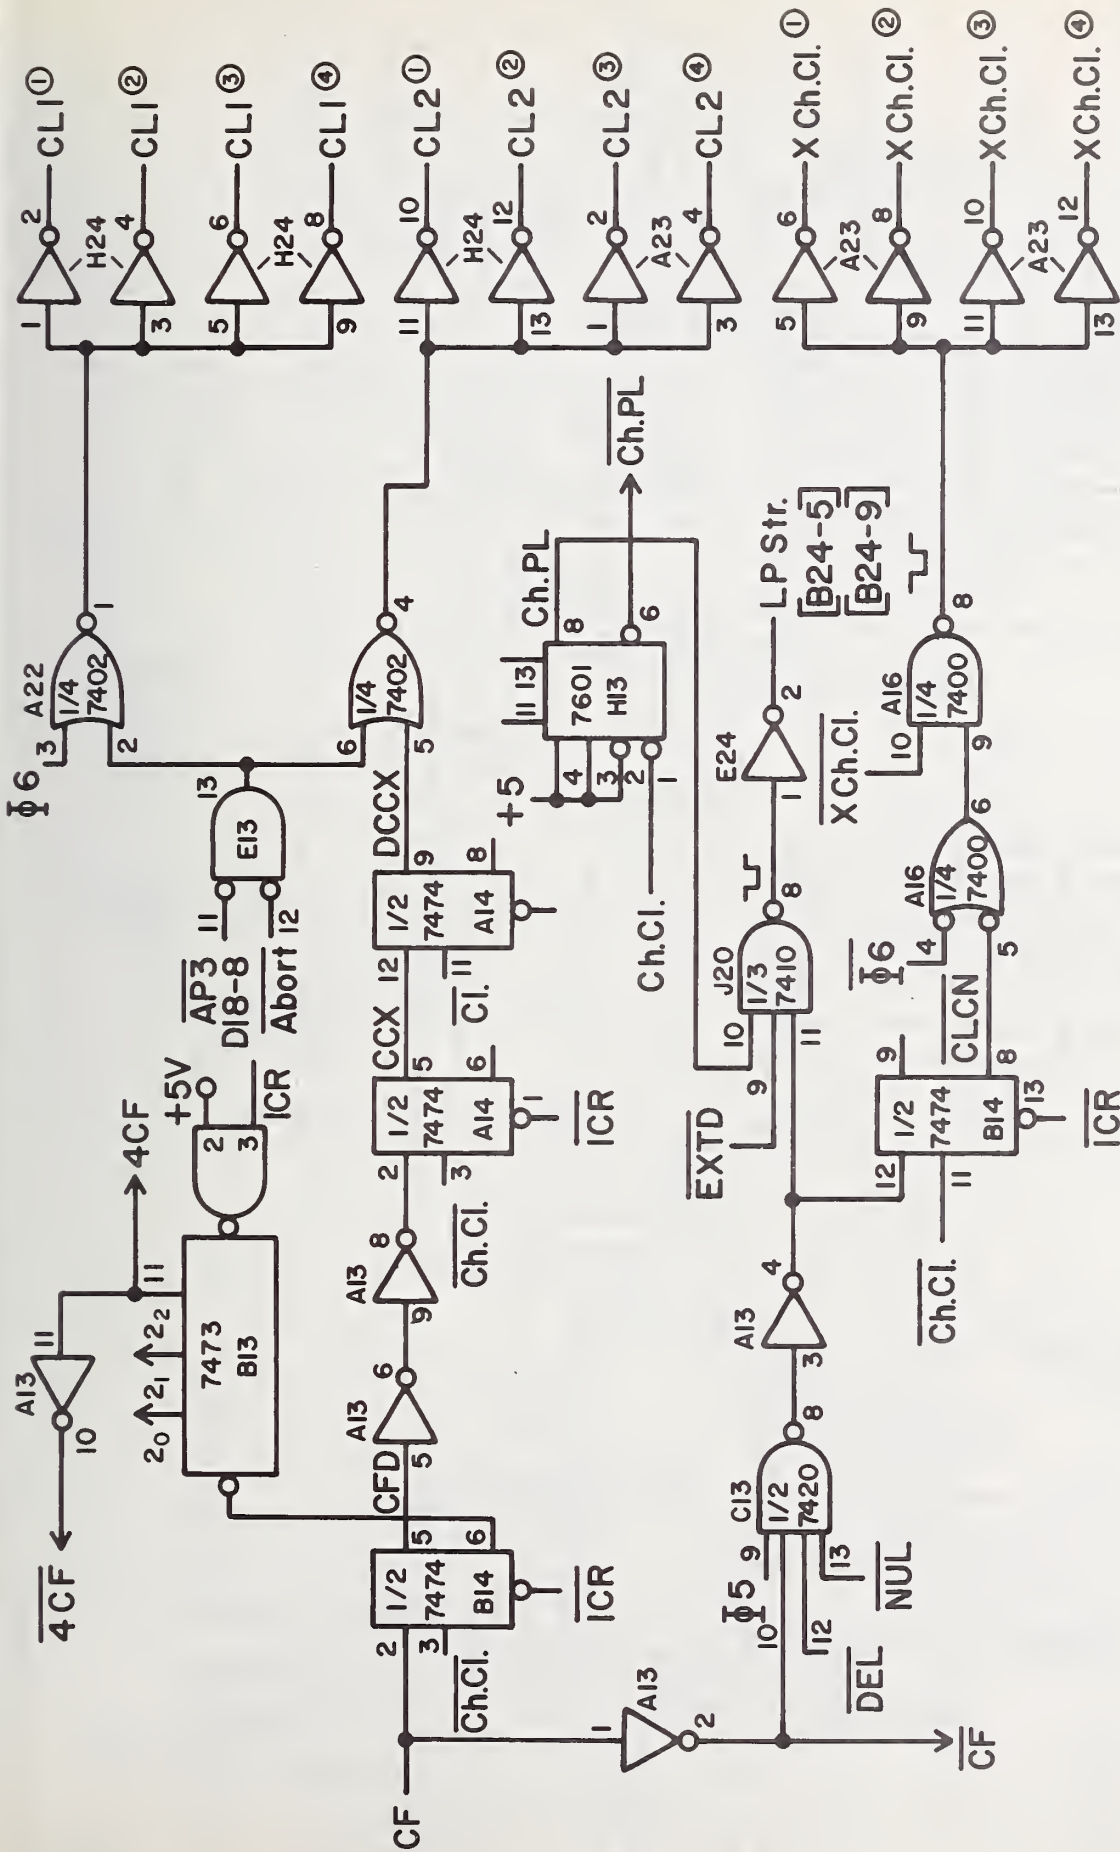 CL1 ①
CL1 ②
CL1 ③
CL1 ④
CL2 ①
CL2 ②
CL2 ③
CL2 ④
X Ch.Cl. ①
X Ch.Cl. ②
XCh.Cl. ③
XCh.Cl. ④
1 2
3 4
H24
5 6
9 8
H24
11 10
13 12
H24
1 2
3 4
A23
5 6
9 8
A23
11 10
13 12
A23
Φ6
3
2
A22
1/4
7402
1
6
5
1/4
7402
4
AP3
D18-8
Abort
11
12
E13
13
4CF
4CF
A13
11
10
2₀ 2₁ 2₂ 11
7473
B13
+5V
2
3
ICR
CF
2
3
Ch.Cl.
1/2
7474
B14
5
6
ICR
CFD
A13
5 6
A13
9 8
2
3
Ch.Cl.
1/2
7474
A14
5
6
1
ICR
CCX
12
11
Cl.
1/2
7474
A14
9
8
DCCX
+5
4
3
2
1
Ch.Cl.
11 13
7601
H13
8
6
Ch.PL
Ch.PL
1
A13
2
CF
Φ5
9
10
12
13
DEL
NUL
C13
1/2
7420
8
A13
3 4
EXTD
10
9
11
J20
1/3
7410
8
E24
1 2
LP Str.
[B24-5]
[B24-9]
12
11
Ch.Cl.
1/2
7474
B14
9
8
13
ICR
CLCN
Φ6
4
5
A16
1/4
7400
6
XCh.Cl.
10
9
A16
1/4
7400
8